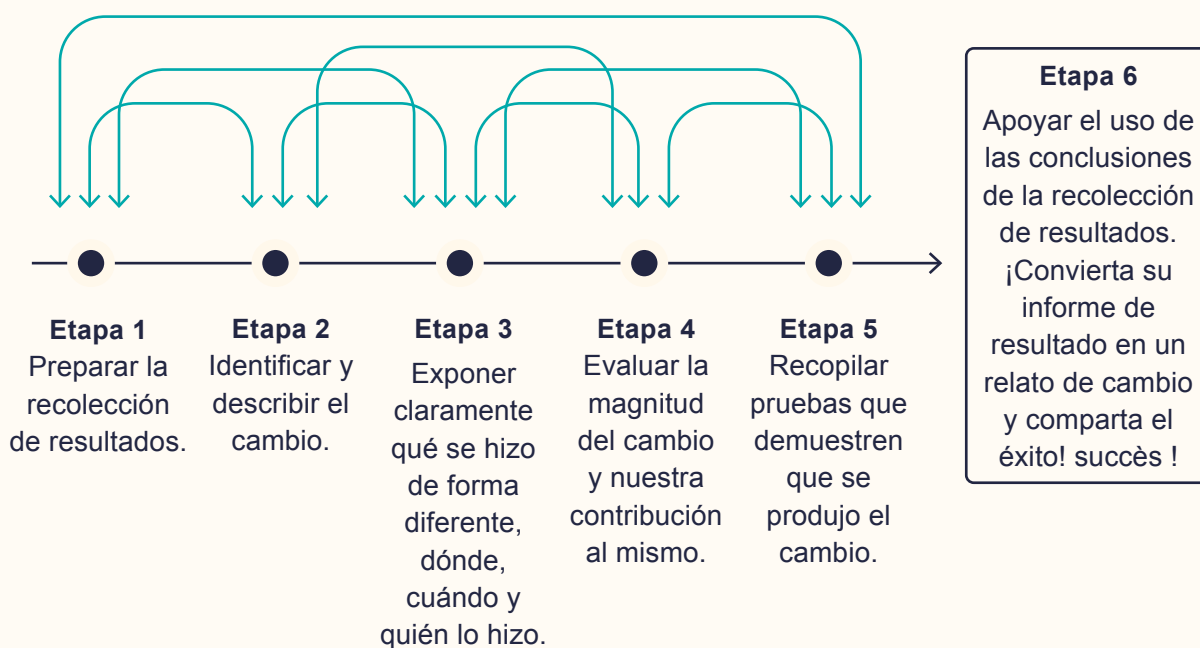 Etapa 1
Preparar la
recolección
de resultados.
Etapa 2
Identificar y
describir el
cambio.
Etapa 3
Exponer
claramente
qué se hizo
de forma
diferente,
dónde,
cuándo y
quién lo hizo.
Etapa 4
Evaluar la
magnitud
del cambio
y nuestra
contribución
al mismo.
Etapa 5
Recopilar
pruebas que
demuestren
que se
produjo el
cambio.
Etapa 6
Apoyar el uso de
las conclusiones
de la recolección
de resultados.
¡Convierta su
informe de
resultado en un
relato de cambio
y comparta el
éxito! succès !